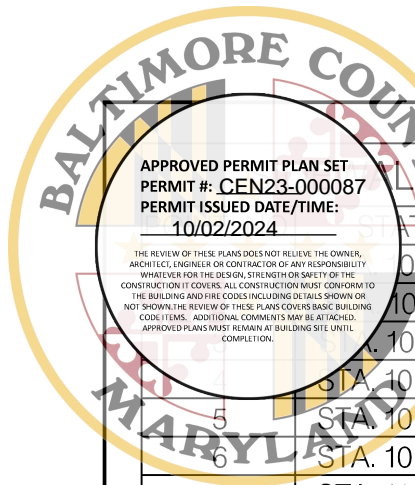 BALTIMORE COUN
APPROVED PERMIT PLAN SET
PERMIT #: CEN23-000087
PERMIT ISSUED DATE/TIME:
10/02/2024
THE REVIEW OF THESE PLANS DOES NOT RELIEVE THE OWNER,
ARCHITECT, ENGINEER OR CONTRACTOR OF ANY RESPONSIBILITY
WHATEVER FOR THE DESIGN, STRENGTH OR SAFETY OF THE
CONSTRUCTION IT COVERS. ALL CONSTRUCTION MUST CONFORM TO
THE BUILDING AND FIRE CODES INCLUDING DETAILS SHOWN OR
NOT SHOWN.THE REVIEW OF THESE PLANS COVERS BASIC BUILDING
CODE ITEMS. ADDITIONAL COMMENTS MAY BE ATTACHED.
APPROVED PLANS MUST REMAIN AT BUILDING SITE UNTIL
COMPLETION.
10
3 STA. 10
4 STA. 10
5 STA. 10
6 STA. 10
MARYLAND